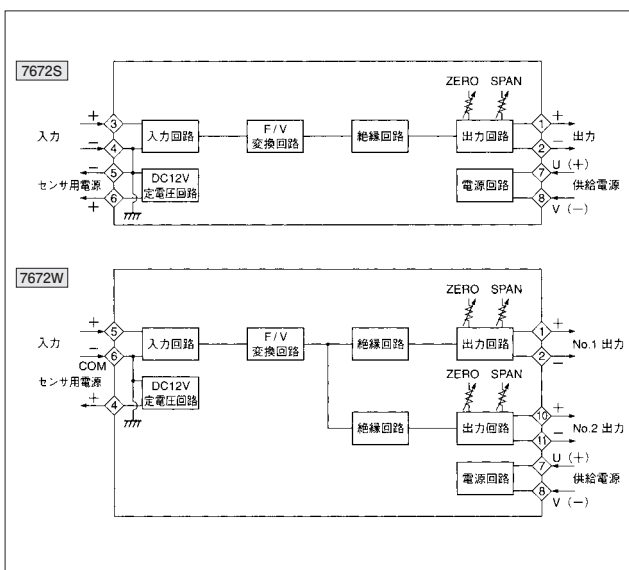 7672S
ZERO SPAN
入力
+ 3
− 4
− 5
センサ用電源
+ 6
入力回路
F / V
変換回路
絶縁回路
出力回路
1 +
2 −
出力
DC12V
定電圧回路
電源回路
7 U (+)
供給電源
8 V (−)
7672W
ZERO SPAN
入力
+ 5
− 6
COM
センサ用電源
+ 4
入力回路
F / V
変換回路
絶縁回路
出力回路
1 +
No.1 出力
2 −
DC12V
定電圧回路
ZERO SPAN
絶縁回路
出力回路
10 +
No.2 出力
11 −
電源回路
7 U (+)
供給電源
8 V (−)